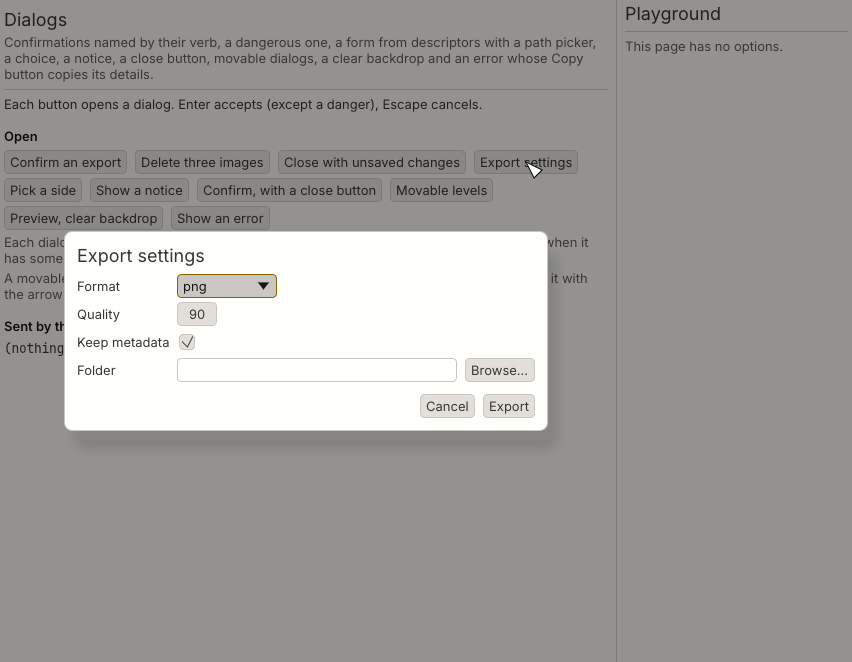 Dialogs
Confirmations named by their verb, a dangerous one, a form from descriptors with a path picker,
a choice, a notice, a close button, movable dialogs, a clear backdrop and an error whose Copy
button copies its details.
Each button opens a dialog. Enter accepts (except a danger), Escape cancels.
Open
Confirm an export
Delete three images
Close with unsaved changes
Export settings
Pick a side
Show a notice
Confirm, with a close button
Movable levels
Preview, clear backdrop
Show an error
Each when it
has some
A movable it with
the arrow
Sent by
(nothing
Export settings
Format png
Quality 90
Keep metadata
Folder Browse...
Cancel Export
Playground
This page has no options.